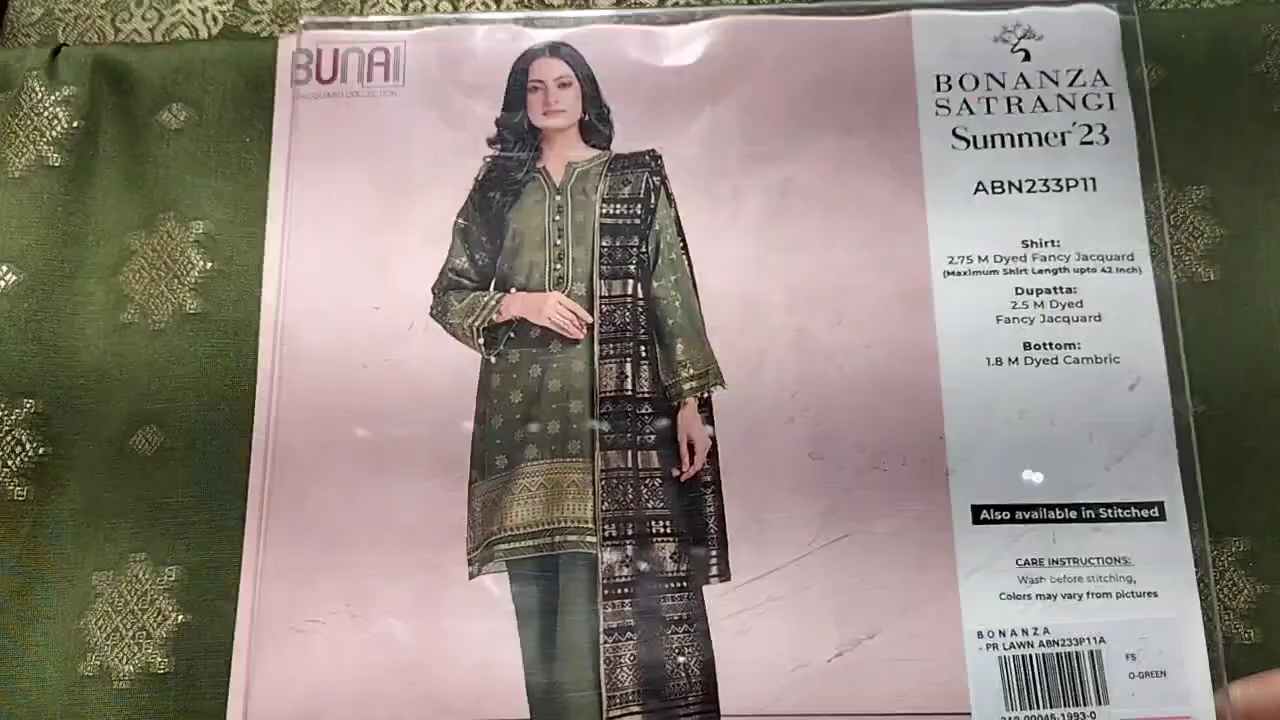 BUNAI
JACQUARD COLLECTION
BONANZA
SATRANGI
Summer'23
ABN233P11
Shirt:
2.75 M Dyed Fancy Jacquard
(Maximum Shirt Length upto 42 Inch)
Dupatta:
2.5 M Dyed
Fancy Jacquard
Bottom:
1.8 M Dyed Cambric
Also available in Stitched
CARE INSTRUCTIONS:
Wash before stitching,
Colors may vary from pictures
BONANZA
- PR LAWN ABN233P11A
FS
O-GREEN